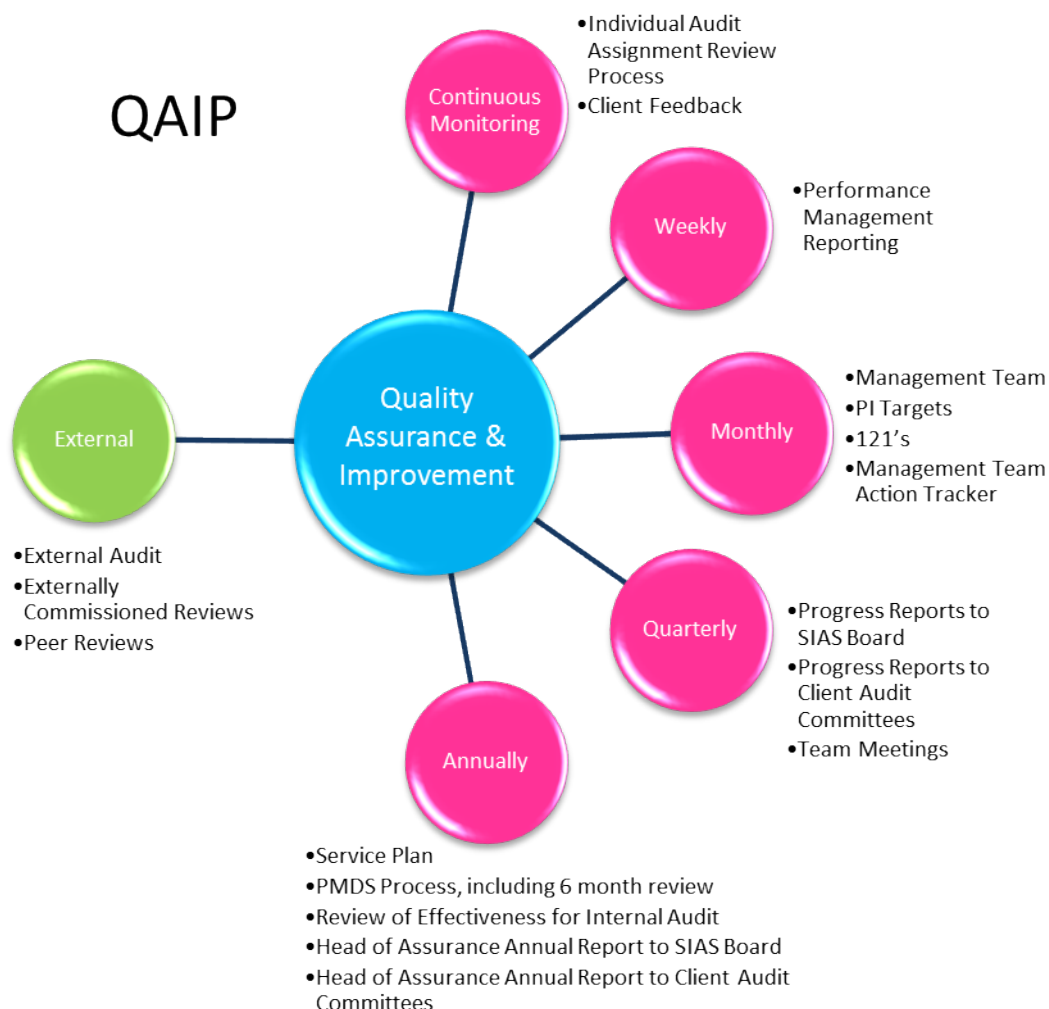 QAIP
Continuous
Monitoring
•Individual Audit
Assignment Review
Process
•Client Feedback
Weekly
•Performance
Management
Reporting
Quality
Assurance &
Improvement
External
•External Audit
•Externally
Commissioned Reviews
•Peer Reviews
Monthly
•Management Team
•PI Targets
•121's
•Management Team
Action Tracker
Quarterly
•Progress Reports to
SIAS Board
•Progress Reports to
Client Audit
Committees
•Team Meetings
Annually
•Service Plan
•PMDS Process, including 6 month review
•Review of Effectiveness for Internal Audit
•Head of Assurance Annual Report to SIAS Board
•Head of Assurance Annual Report to Client Audit
Committees